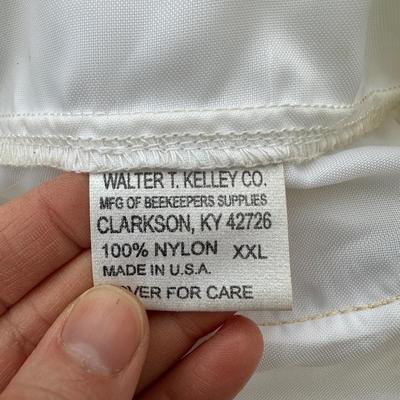 WALTER T. KELLEY CO.
MFG OF BEEKEEPERS SUPPLIES
CLARKSON, KY 42726
100% NYLON XXL
MADE IN U.S.A.
FOR CARE